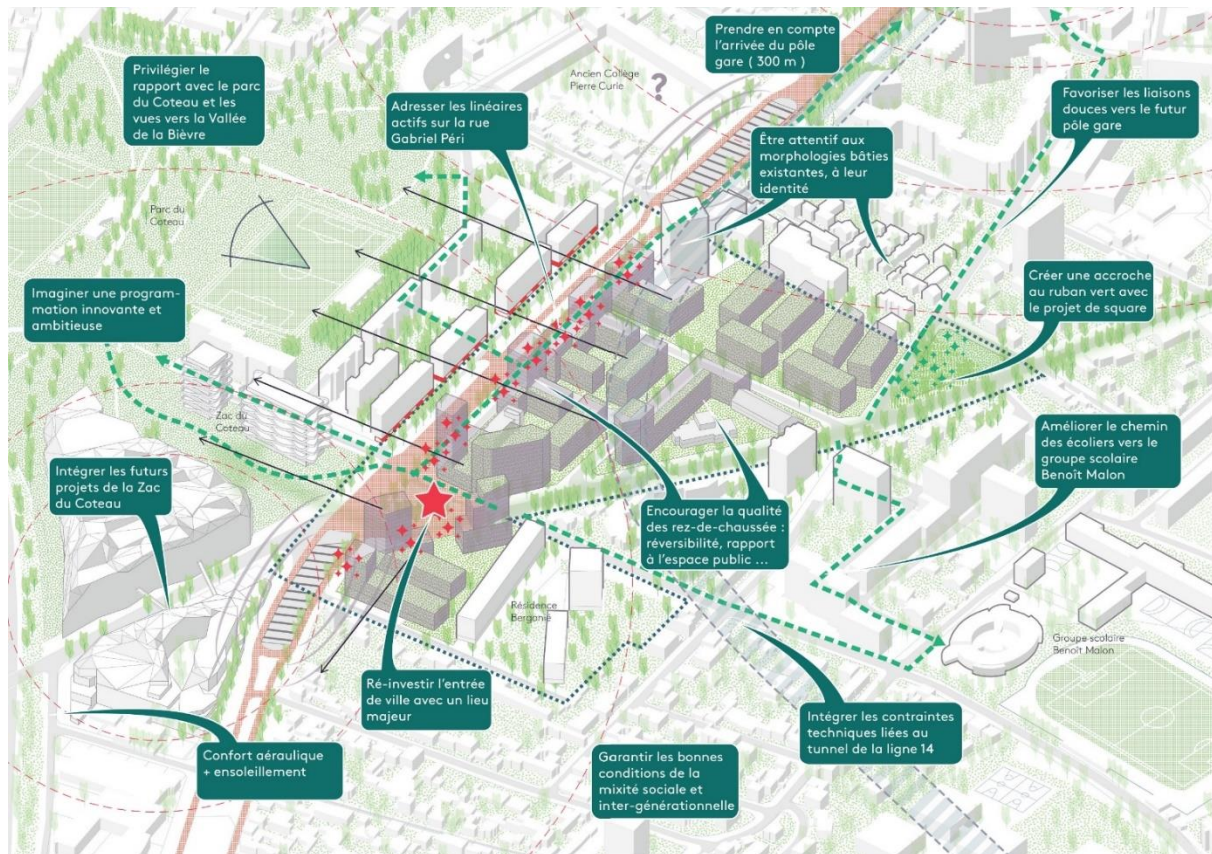 Prendre en compte
l'arrivée du pôle
gare ( 300 m )
Privilégier le
rapport avec le parc
du Coteau et les
vues vers la Vallée
de la Bièvre
Ancien Collège
Pierre Curie
?
Adresser les linéaires
actifs sur la rue
Gabriel Péri
Favoriser les liaisons
douces vers le futur
pôle gare
Être attentif aux
morphologies bâties
existantes, à leur
identité
Parc du
Coteau
Imaginer une program-
mation innovante et
ambitieuse
Créer une accroche
au ruban vert avec
le projet de square
Zac du
Coteau
Améliorer le chemin
des écoliers vers le
groupe scolaire
Benoît Malon
Intégrer les futurs
projets de la Zac
du Coteau
Encourager la qualité
des rez-de-chaussée :
réversibilité, rapport
à l'espace public ...
Résidence
Bergonié
Groupe scolaire
Benoît Malon
Ré-investir l'entrée
de ville avec un lieu
majeur
Intégrer les contraintes
techniques liées au
tunnel de la ligne 14
Confort aéraulique
+ ensoleillement
Garantir les bonnes
conditions de la
mixité sociale et
inter-générationnelle